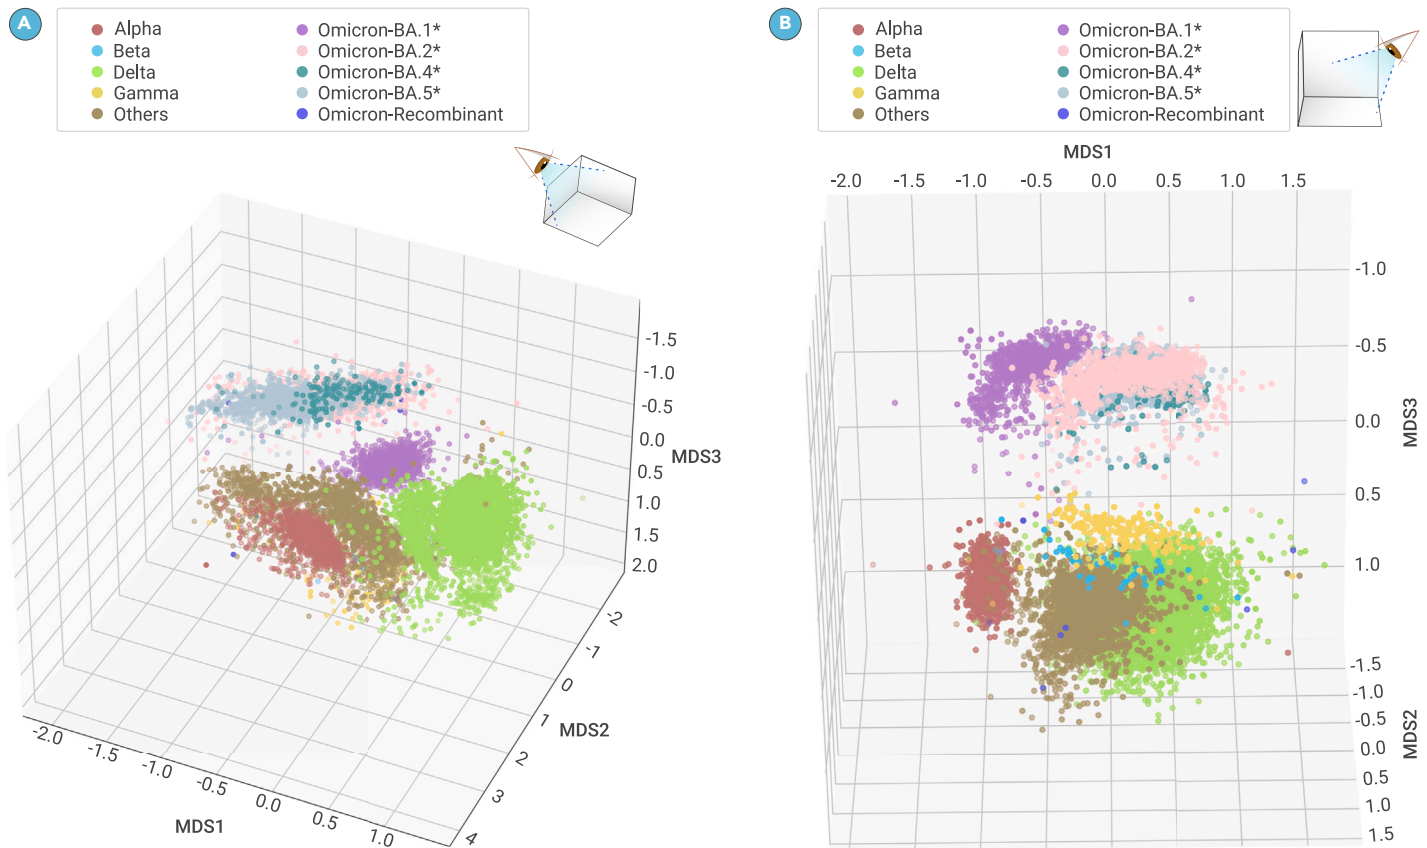 A
Alpha
Beta
Delta
Gamma
Others
Omicron-BA.1*
Omicron-BA.2*
Omicron-BA.4*
Omicron-BA.5*
Omicron-Recombinant
-1.5
-1.0
-0.5
0.0
0.5
1.0
1.5
2.0
MDS3
-2
-1
0
1
2
3
4
MDS2
-2.0
-1.5
-1.0
-0.5
0.0
0.5
1.0
MDS1
B
Alpha
Beta
Delta
Gamma
Others
Omicron-BA.1*
Omicron-BA.2*
Omicron-BA.4*
Omicron-BA.5*
Omicron-Recombinant
MDS1
-2.0 -1.5 -1.0 -0.5 0.0 0.5 1.0 1.5
-1.0
-0.5
0.0
0.5
1.0
MDS3
-1.5
-1.0
-0.5
0.0
0.5
1.0
1.5
MDS2